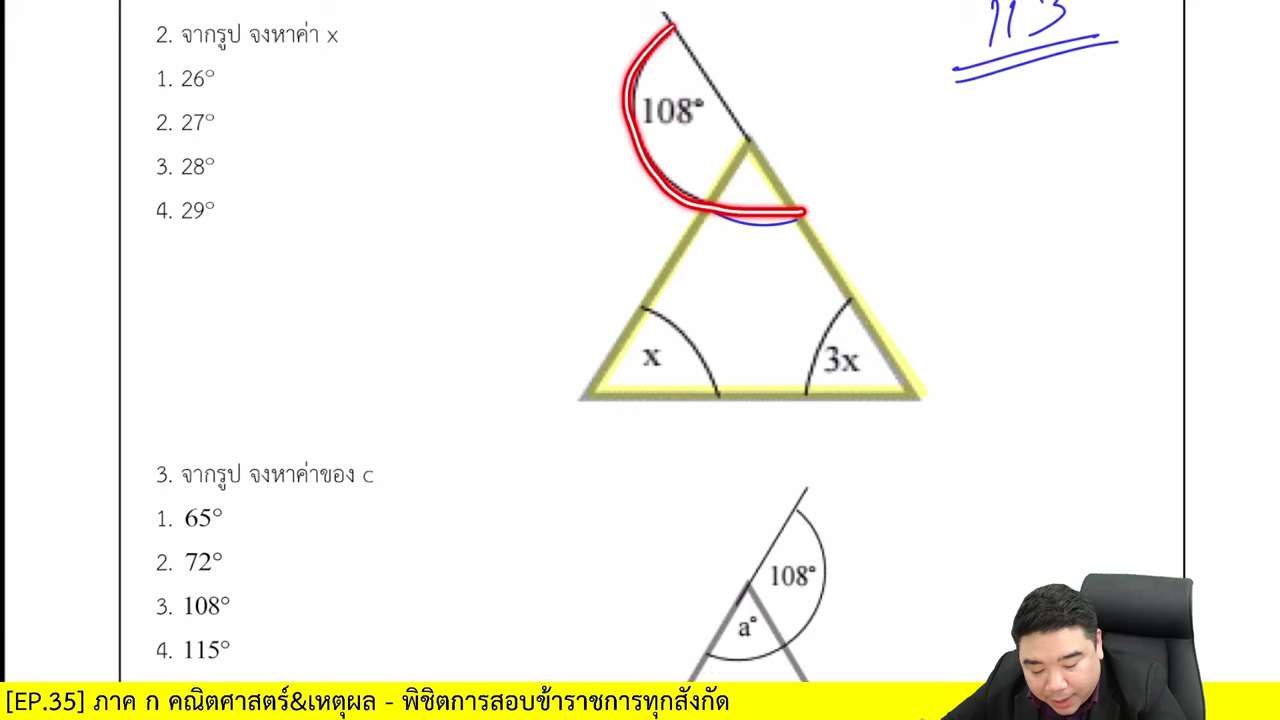 2. จากรูป จงหาค่า x
1. 26°
2. 27°
3. 28°
4. 29°
108°
x
3x
3. จากรูป จงหาค่าของ c
1. 65°
2. 72°
3. 108°
4. 115°
108°
a°
[EP.35] ภาค ก คณิตศาสตร์&เหตุผล - พิชิตการสอบข้าราชการทุกสังกัด